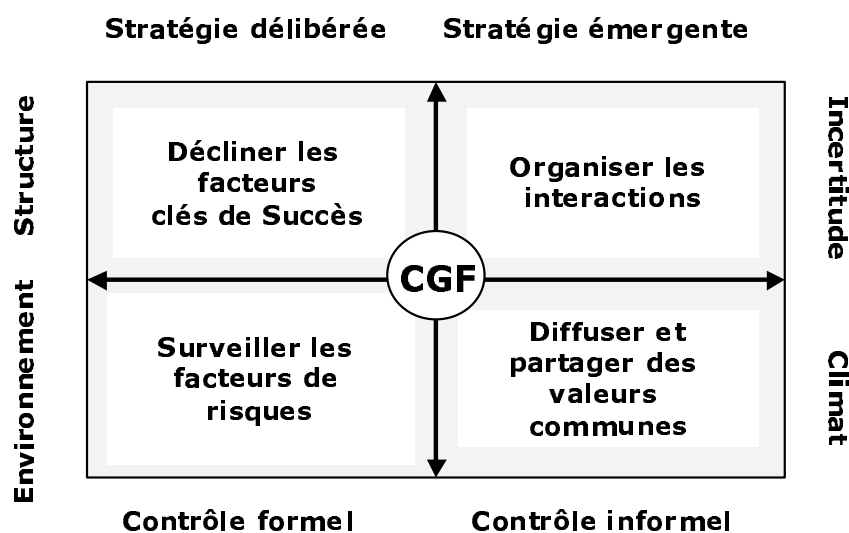 Stratégie délibérée
Stratégie émergente
Structure
Décliner les
facteurs
clés de Succès
Organiser les
interactions
Incertitude
CGF
Environnement
Surveiller les
facteurs de
risques
Diffuser et
partager des
valeurs
communes
Climat
Contrôle formel
Contrôle informel